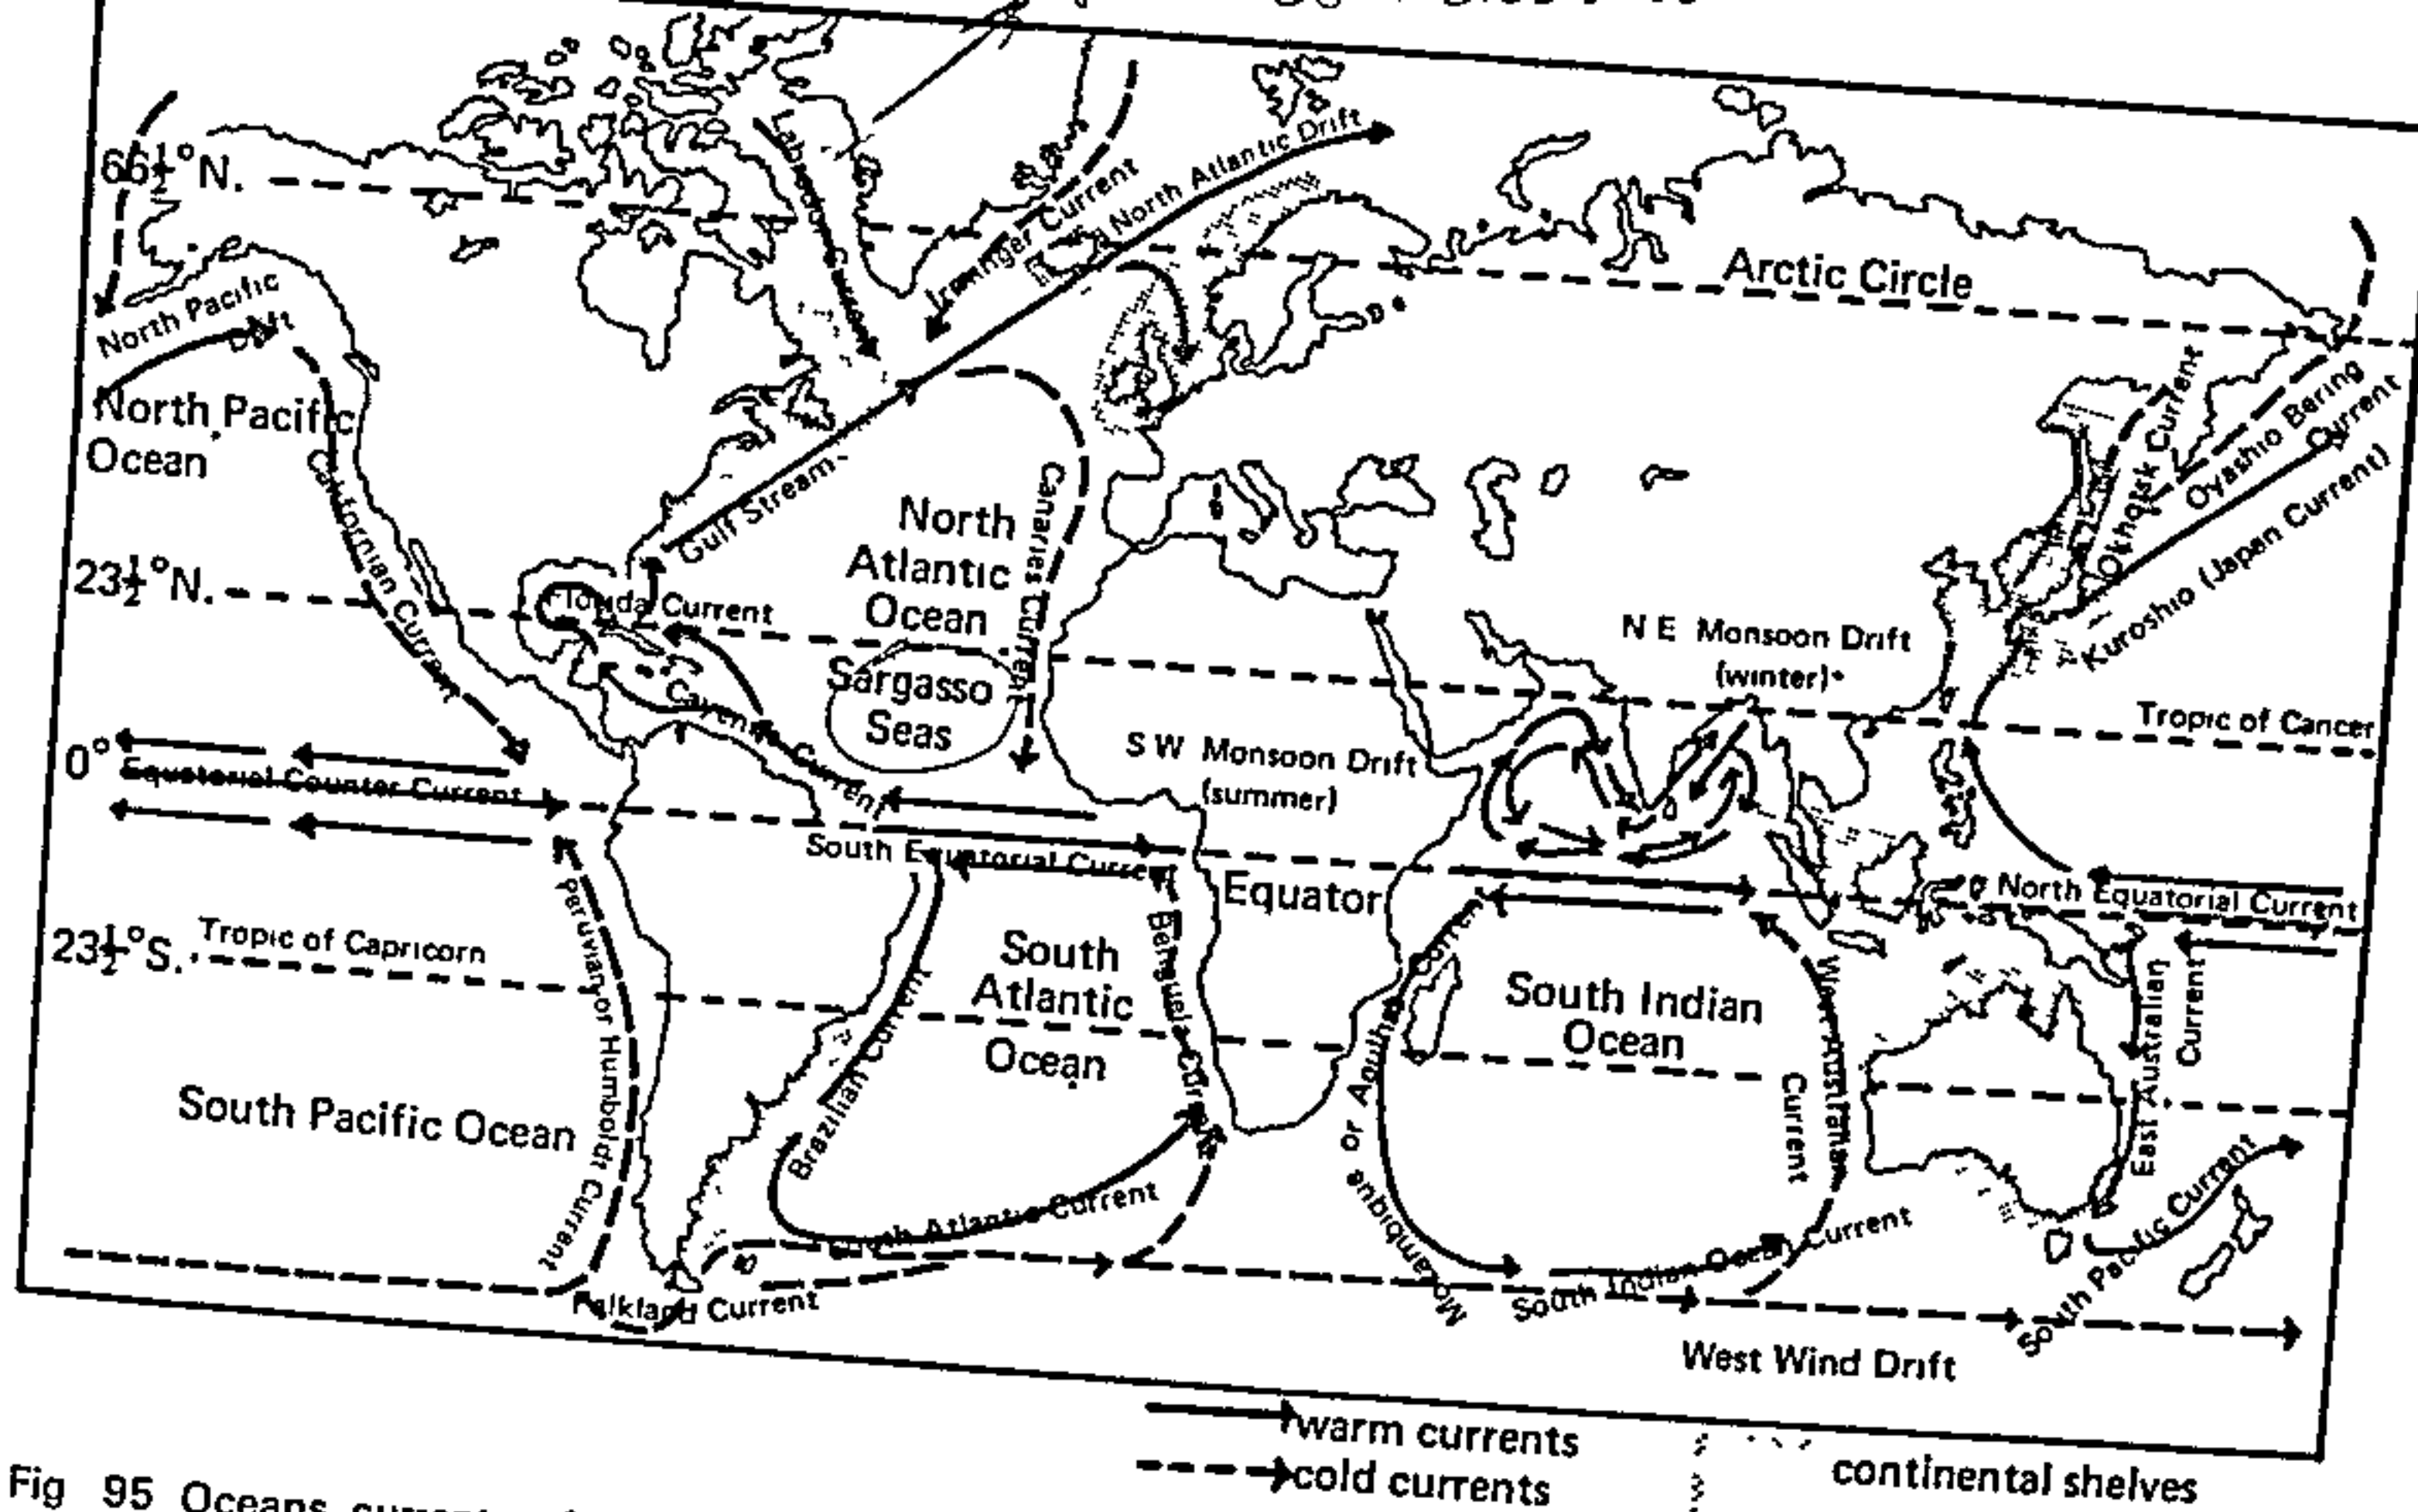 66½°N.
Labrador Current
Irminger Current
North Atlantic Drift
Arctic Circle
North Pacific
Drift
North Pacific
Ocean
Californian Current
Gulf Stream
Canaries Current
North
Atlantic
Ocean
Okhotsk Current
Oyashio Bering
Current
Kuroshio (Japan Current)
23½°N.
Florida Current
Sargasso
Seas
Cayenne Current
N E Monsoon Drift
(winter)
S W Monsoon Drift
(summer)
Tropic of Cancer
0°
Equatorial Counter Current
South Equatorial Current
Equator
North Equatorial Current
23½°S.
Tropic of Capricorn
Peruvian or Humboldt Current
South Pacific Ocean
Brazilian Current
South
Atlantic
Ocean
Benguela Current
Mozambique or Agulhas Current
South Indian
Ocean
West Australian
Current
East Australian
Current
South Atlantic Current
Falkland Current
South Indian Ocean Current
South Pacific Current
West Wind Drift
warm currents
cold currents
continental shelves
Fig 95 Oceans